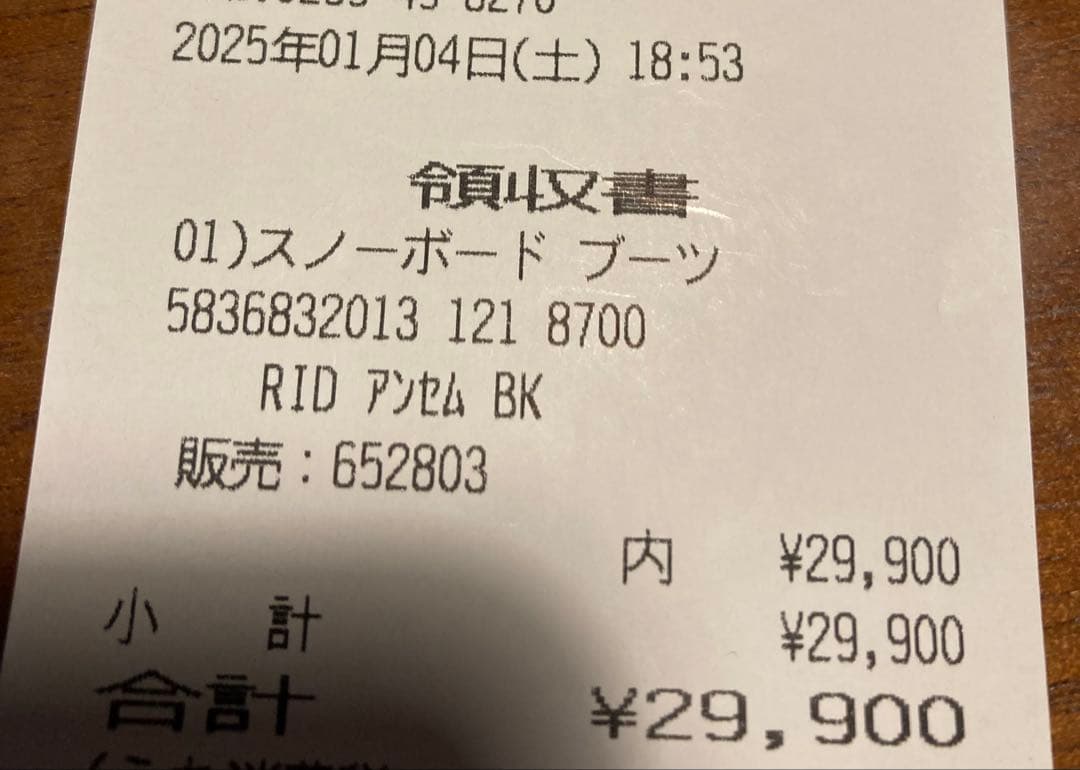 2025年01月04日(土) 18:53
領収書
01)スノーボード ブーツ
5836832013 121 8700
RID アンセム BK
販売:652803
内 ¥29,900
小 計 ¥29,900
合計 ¥29,900